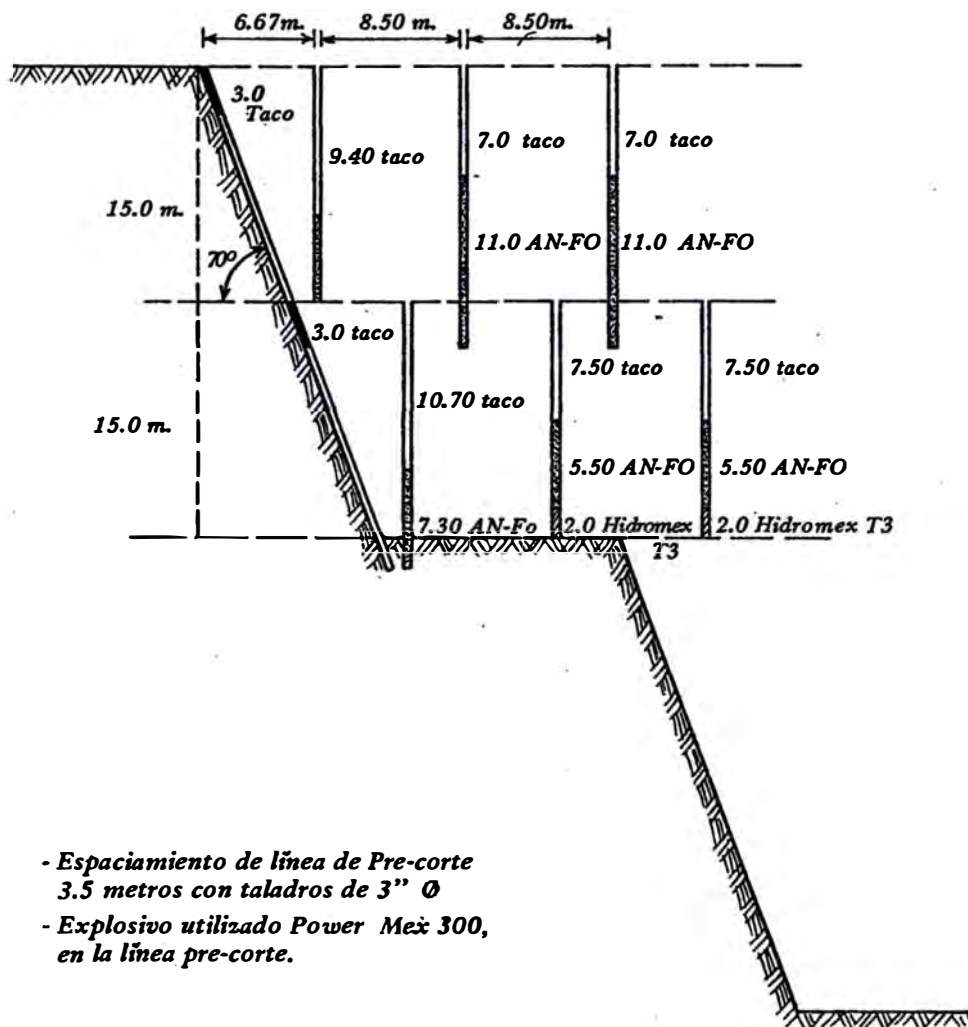 6.67m.
8.50 m.
8.50m.
3.0
Taco
9.40 taco
7.0 taco
7.0 taco
15.0 m.
70º
11.0 AN-FO
11.0 AN-FO
3.0 taco
7.50 taco
7.50 taco
10.70 taco
15.0 m.
5.50 AN-FO
5.50 AN-FO
7.30 AN-Fo
2.0 Hidromex
T3
2.0 Hidromex T3
- Espaciamiento de línea de Pre-corte
3.5 metros con taladros de 3" Ø
- Explosivo utilizado Power Mex 300,
en la línea pre-corte.